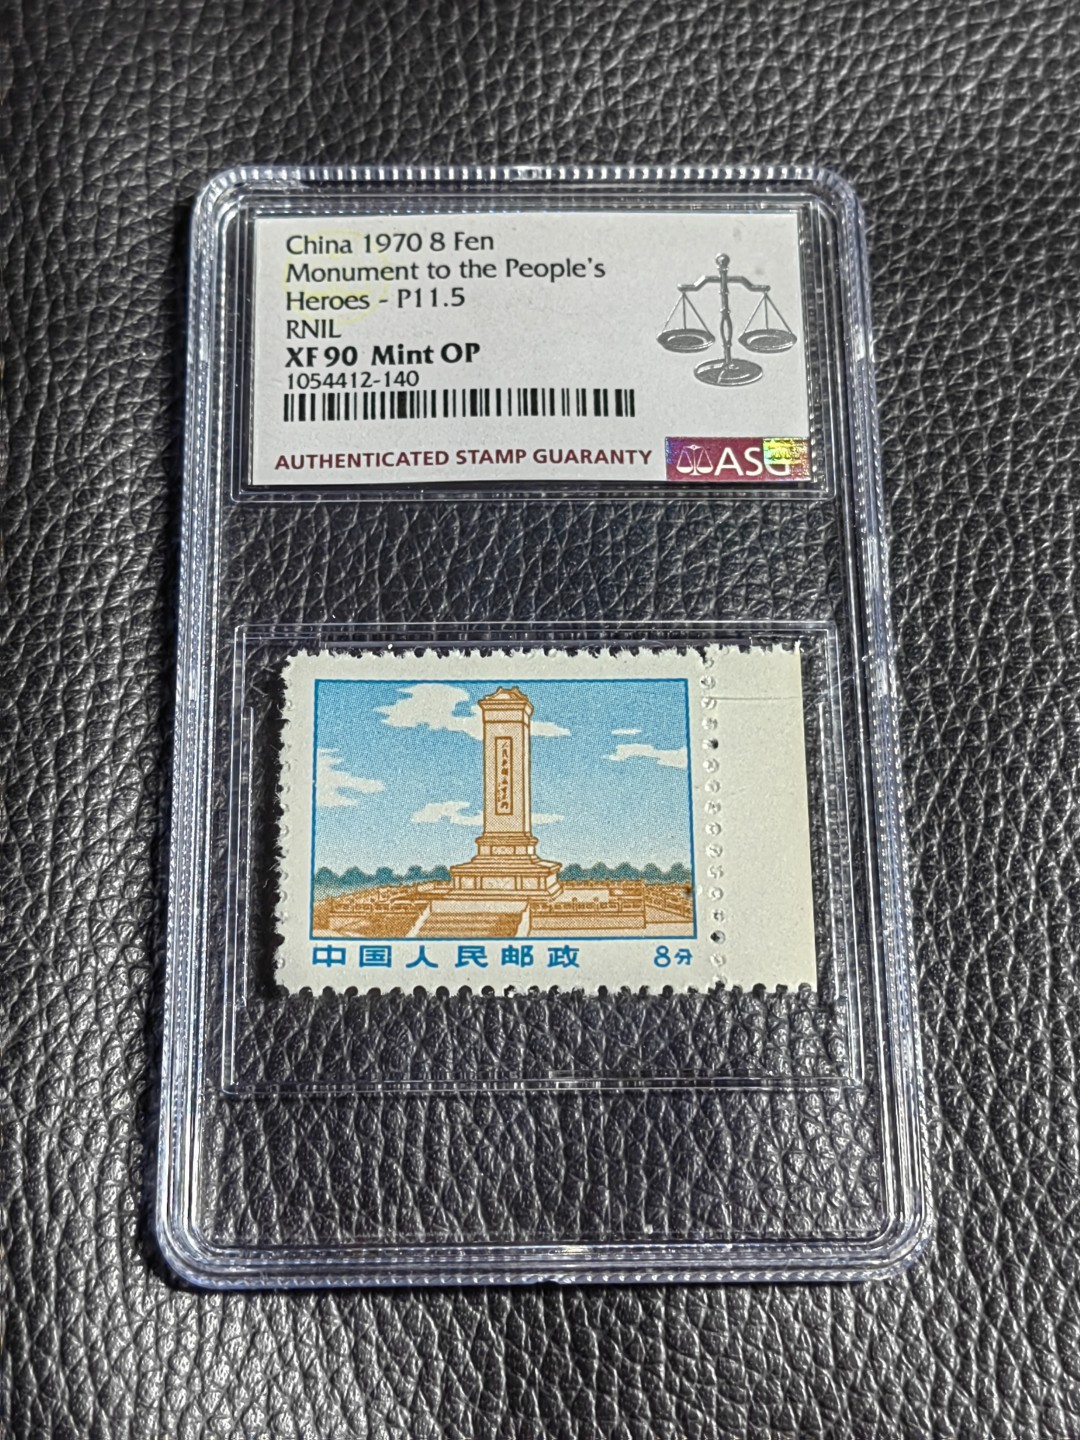 China 1970 8 Fen
Monument to the People's
Heroes - P11.5
RNIL
XF 90 Mint OP
1054412-140
AUTHENTICATED STAMP GUARANTY
ASG
中国人民邮政 8分